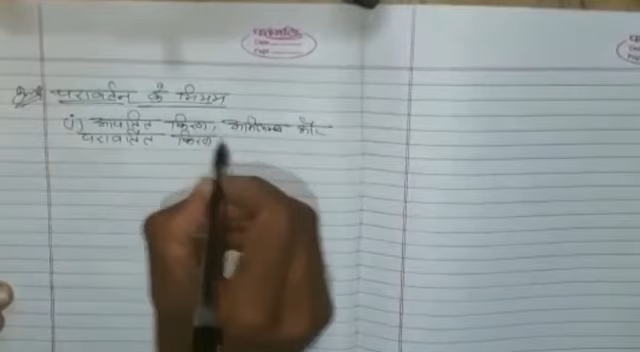 परावर्तन के नियम
(i) आपतित किरण, अभिलम्ब और
परावर्तित किरण